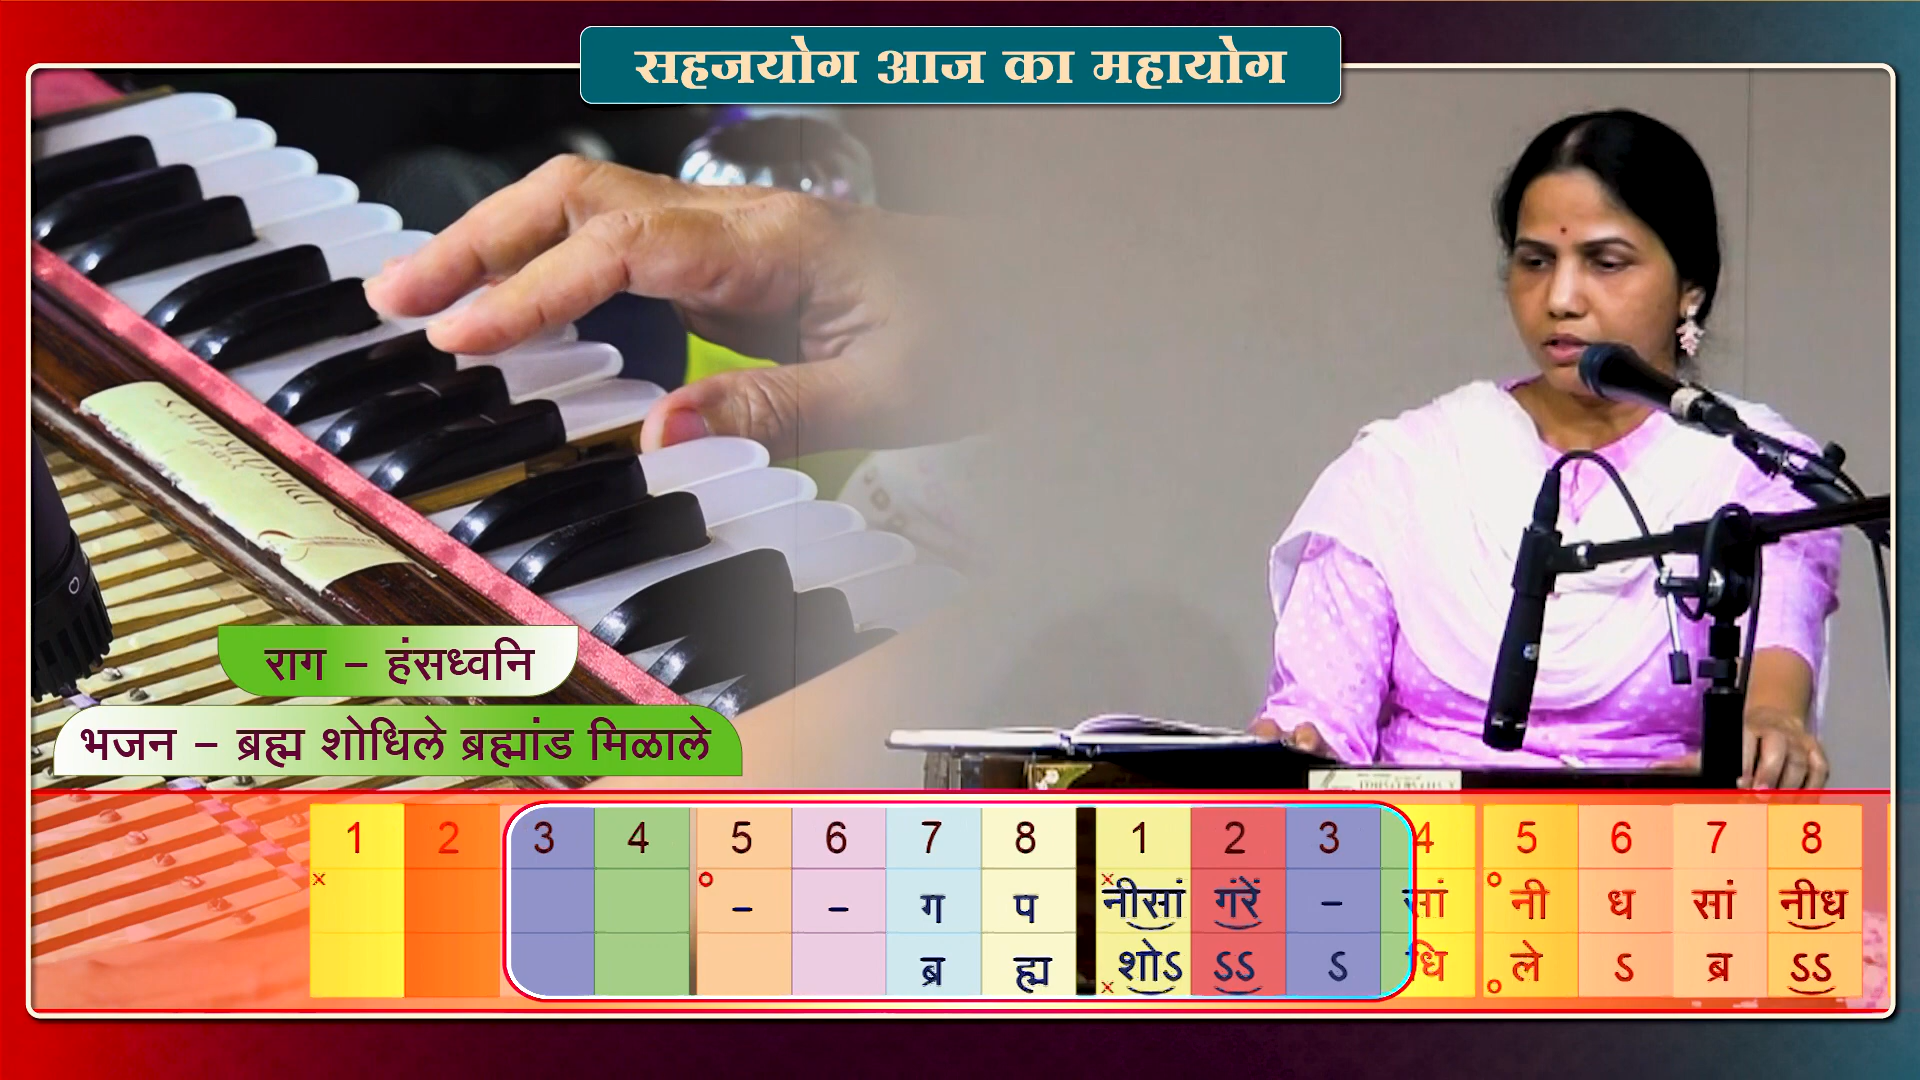 सहजयोग आज का महायोग
राग – हंसध्वनि
भजन – ब्रह्म शोधिले ब्रह्मांड मिळाले
1 2 3 4 5 6 7 8 1 2 3 4 5 6 7 8
× o – – ग प × नीसां गंरें – सां o नी ध सां नीध
ब्र ह्म × शोऽ ऽऽ ऽ धि o ले ऽ ब्र ऽऽ